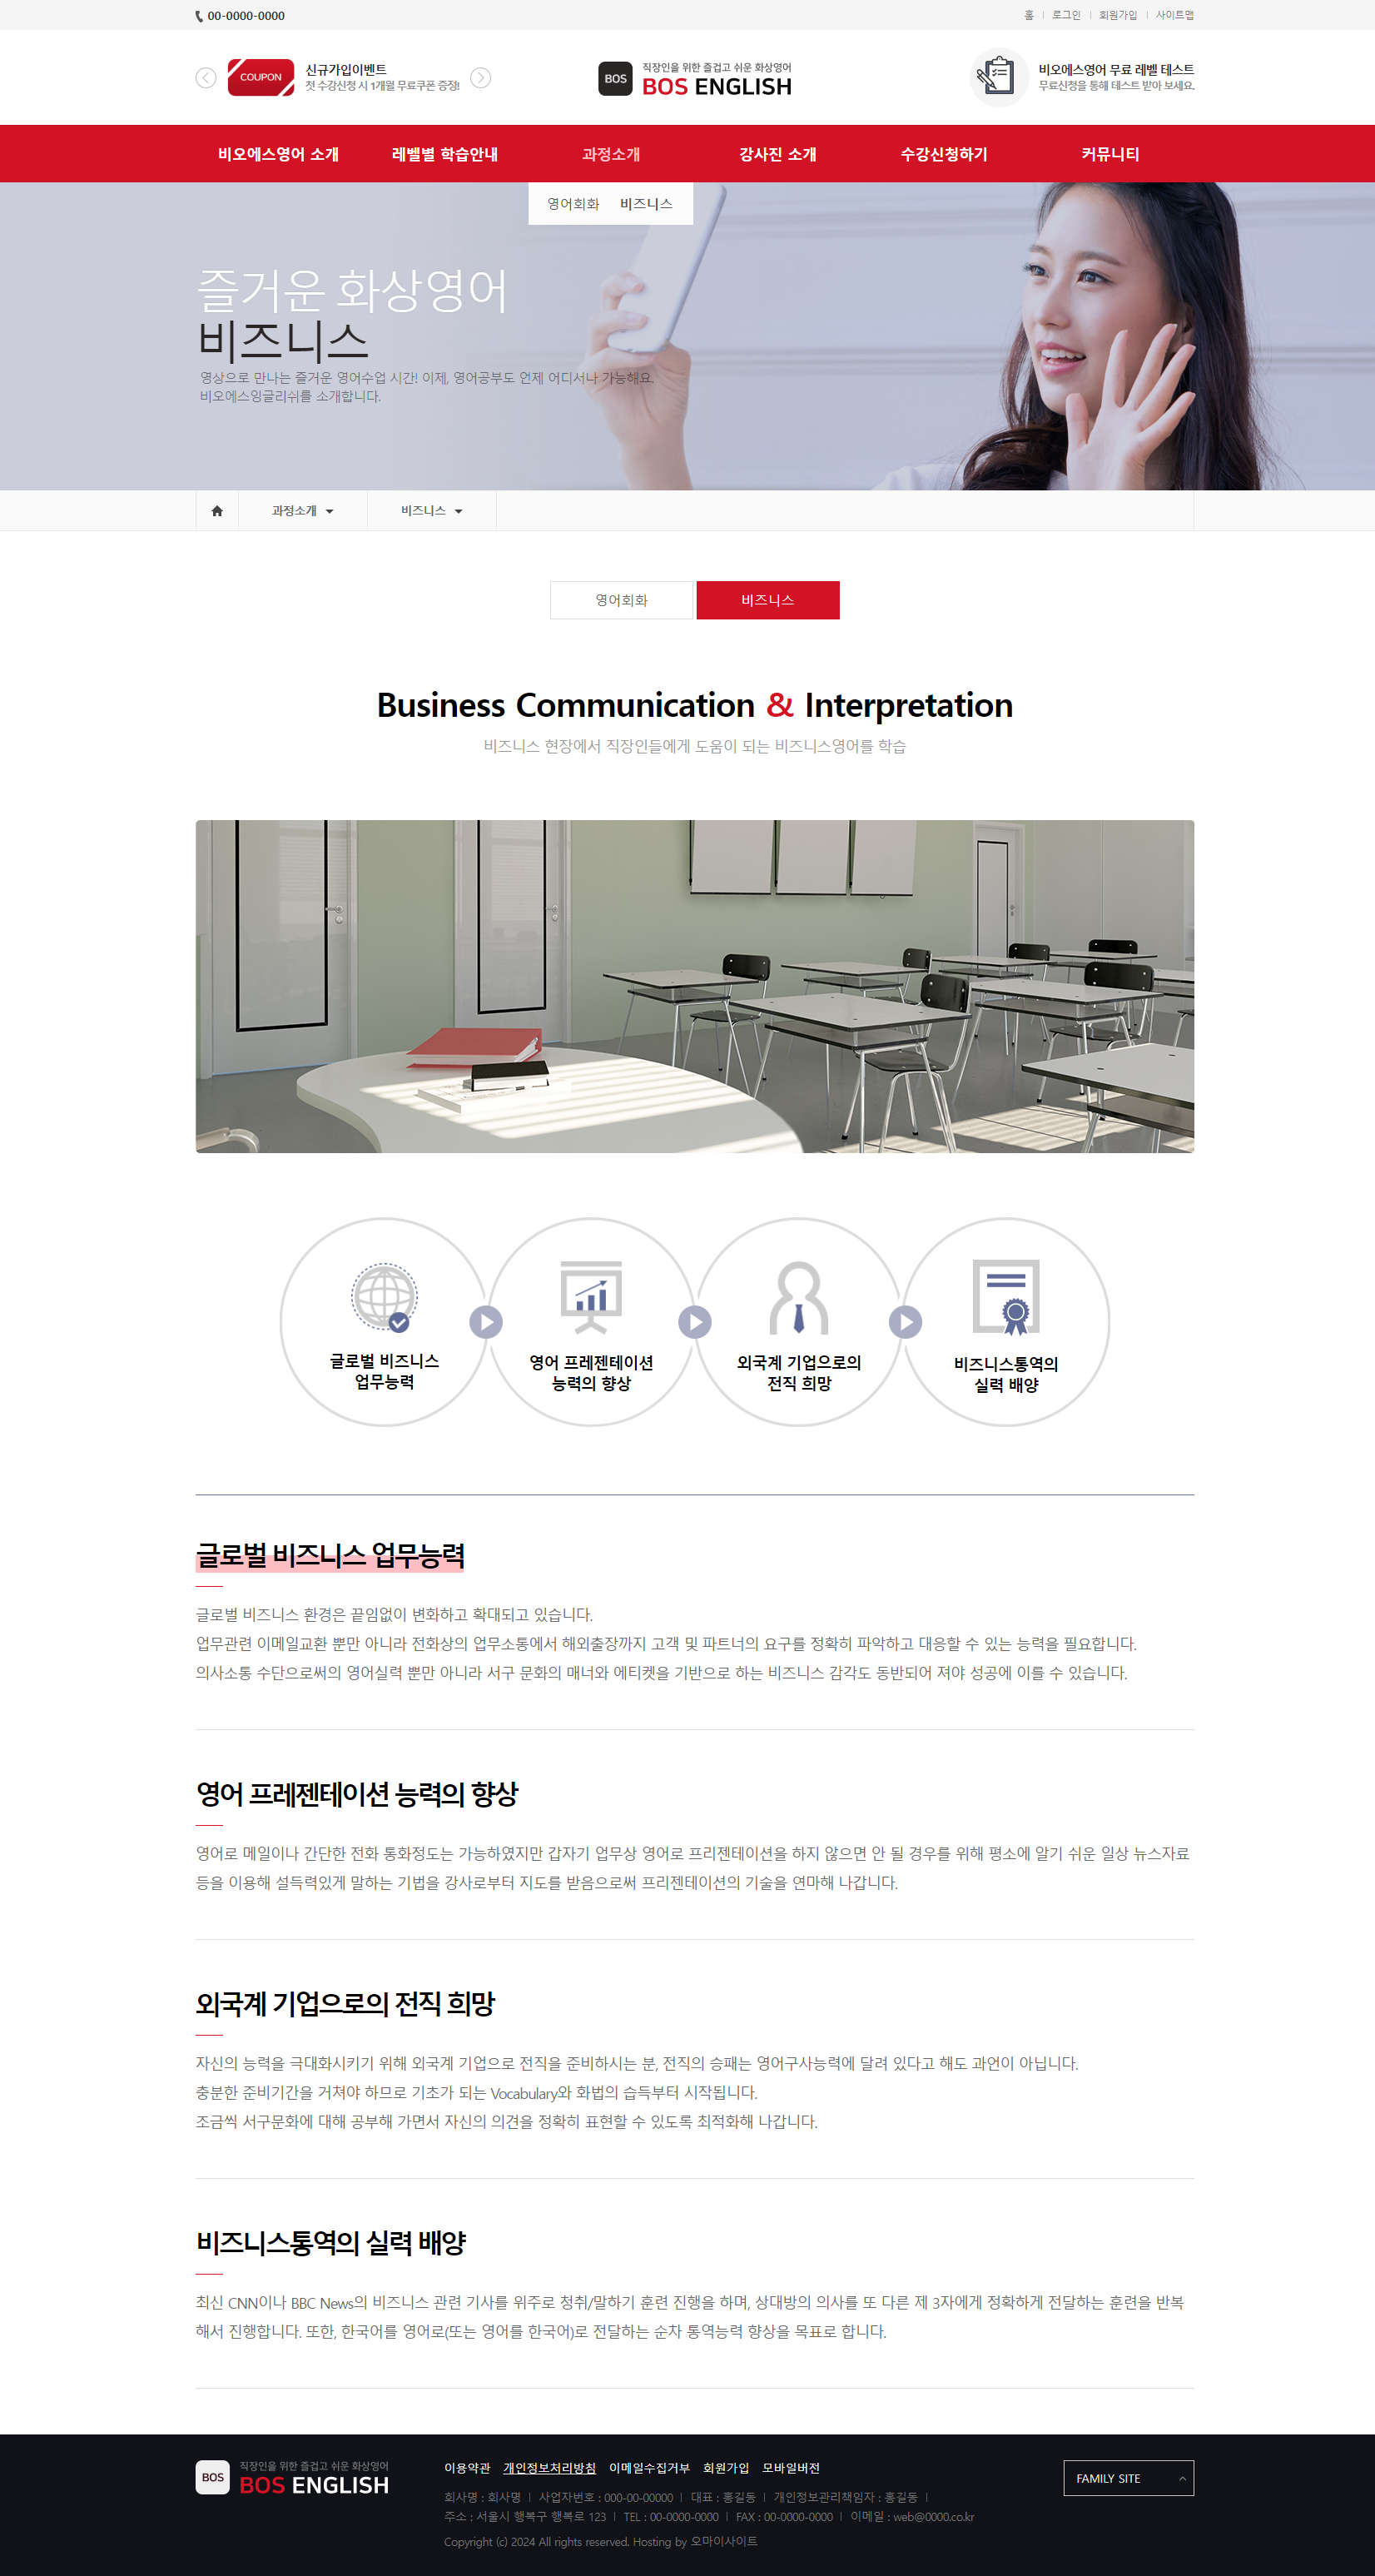 00-0000-0000
홈 | 로그인 | 회원가입 | 사이트맵
COUPON
신규가입이벤트
첫 수강신청 시 1개월 무료쿠폰 증정!
BOS
직장인을 위한 즐겁고 쉬운 화상영어
BOS ENGLISH
비오에스영어 무료 레벨 테스트
무료신청을 통해 테스트 받아 보세요.
비오에스영어 소개 레벨별 학습안내 과정소개 강사진 소개 수강신청하기 커뮤니티
영어회화 비즈니스
즐거운 화상영어
비즈니스
영상으로 만나는 즐거운 영어수업 시간! 이제, 영어공부도 언제 어디서나 가능해요.
비오에스잉글리쉬를 소개합니다.
과정소개 비즈니스
영어회화 비즈니스
Business Communication & Interpretation
비즈니스 현장에서 직장인들에게 도움이 되는 비즈니스영어를 학습
글로벌 비즈니스
업무능력
영어 프레젠테이션
능력의 향상
외국계 기업으로의
전직 희망
비즈니스통역의
실력 배양
글로벌 비즈니스 업무능력
글로벌 비즈니스 환경은 끝임없이 변화하고 확대되고 있습니다.
업무관련 이메일교환 뿐만 아니라 전화상의 업무소통에서 해외출장까지 고객 및 파트너의 요구를 정확히 파악하고 대응할 수 있는 능력을 필요합니다.
의사소통 수단으로써의 영어실력 뿐만 아니라 서구 문화의 매너와 에티켓을 기반으로 하는 비즈니스 감각도 동반되어 져야 성공에 이를 수 있습니다.
영어 프레젠테이션 능력의 향상
영어로 메일이나 간단한 전화 통화정도는 가능하였지만 갑자기 업무상 영어로 프리젠테이션을 하지 않으면 안 될 경우를 위해 평소에 알기 쉬운 일상 뉴스자료
등을 이용해 설득력있게 말하는 기법을 강사로부터 지도를 받음으로써 프리젠테이션의 기술을 연마해 나갑니다.
외국계 기업으로의 전직 희망
자신의 능력을 극대화시키기 위해 외국계 기업으로 전직을 준비하시는 분, 전직의 승패는 영어구사능력에 달려 있다고 해도 과언이 아닙니다.
충분한 준비기간을 거쳐야 하므로 기초가 되는 Vocabulary와 화법의 습득부터 시작됩니다.
조금씩 서구문화에 대해 공부해 가면서 자신의 의견을 정확히 표현할 수 있도록 최적화해 나갑니다.
비즈니스통역의 실력 배양
최신 CNN이나 BBC News의 비즈니스 관련 기사를 위주로 청취/말하기 훈련 진행을 하며, 상대방의 의사를 또 다른 제 3자에게 정확하게 전달하는 훈련을 반복
해서 진행합니다. 또한, 한국어를 영어로(또는 영어를 한국어)로 전달하는 순차 통역능력 향상을 목표로 합니다.
BOS
직장인을 위한 즐겁고 쉬운 화상영어
BOS ENGLISH
이용약관 개인정보처리방침 이메일수집거부 회원가입 모바일버전
회사명 : 회사명 | 사업자번호 : 000-00-00000 | 대표 : 홍길동 | 개인정보관리책임자 : 홍길동 |
주소 : 서울시 행복구 행복로 123 | TEL : 00-0000-0000 | FAX : 00-0000-0000 | 이메일 : web@0000.co.kr
Copyright (c) 2024 All rights reserved. Hosting by 오마이사이트
FAMILY SITE